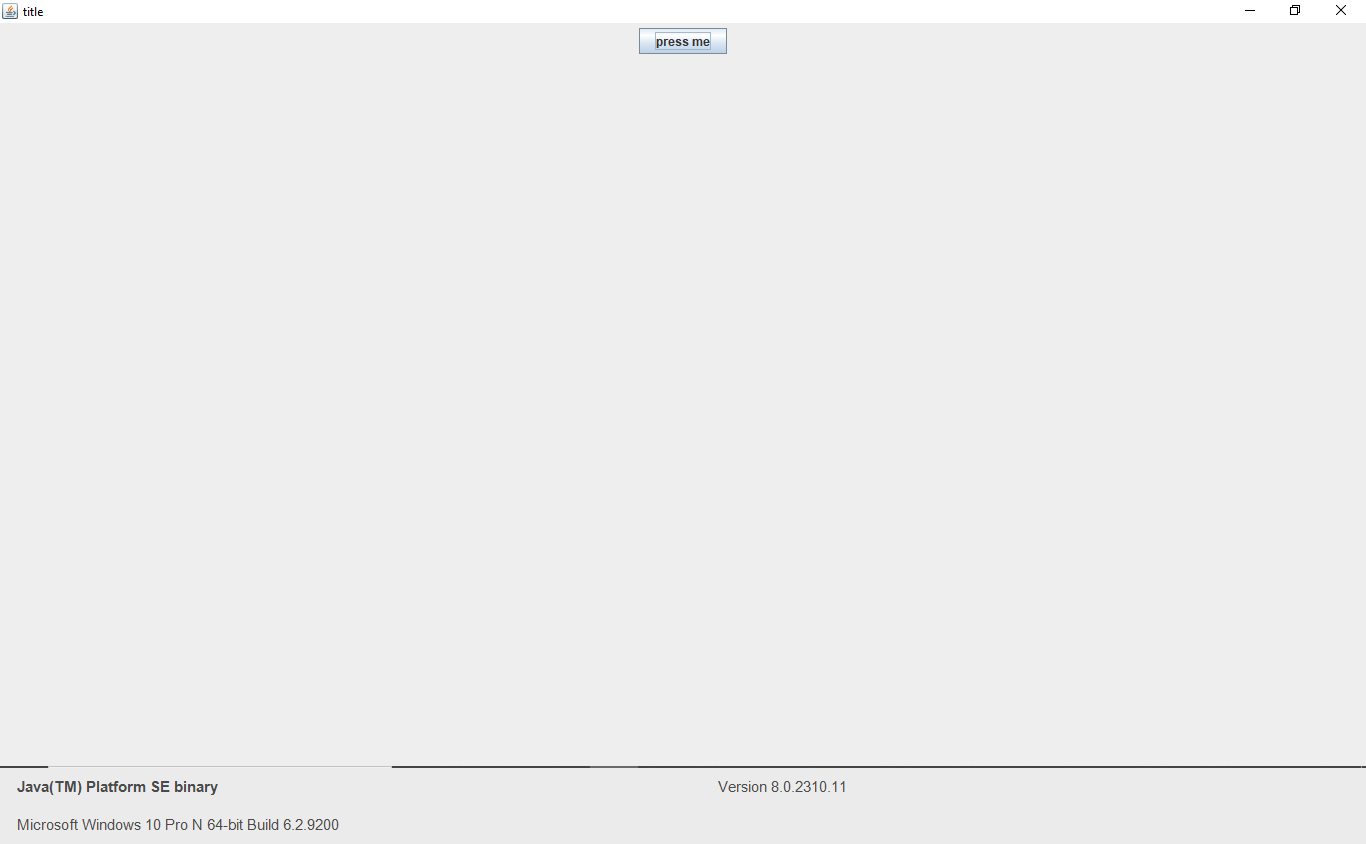 title
press me
Java(TM) Platform SE binary
Version 8.0.2310.11
Microsoft Windows 10 Pro N 64-bit Build 6.2.9200